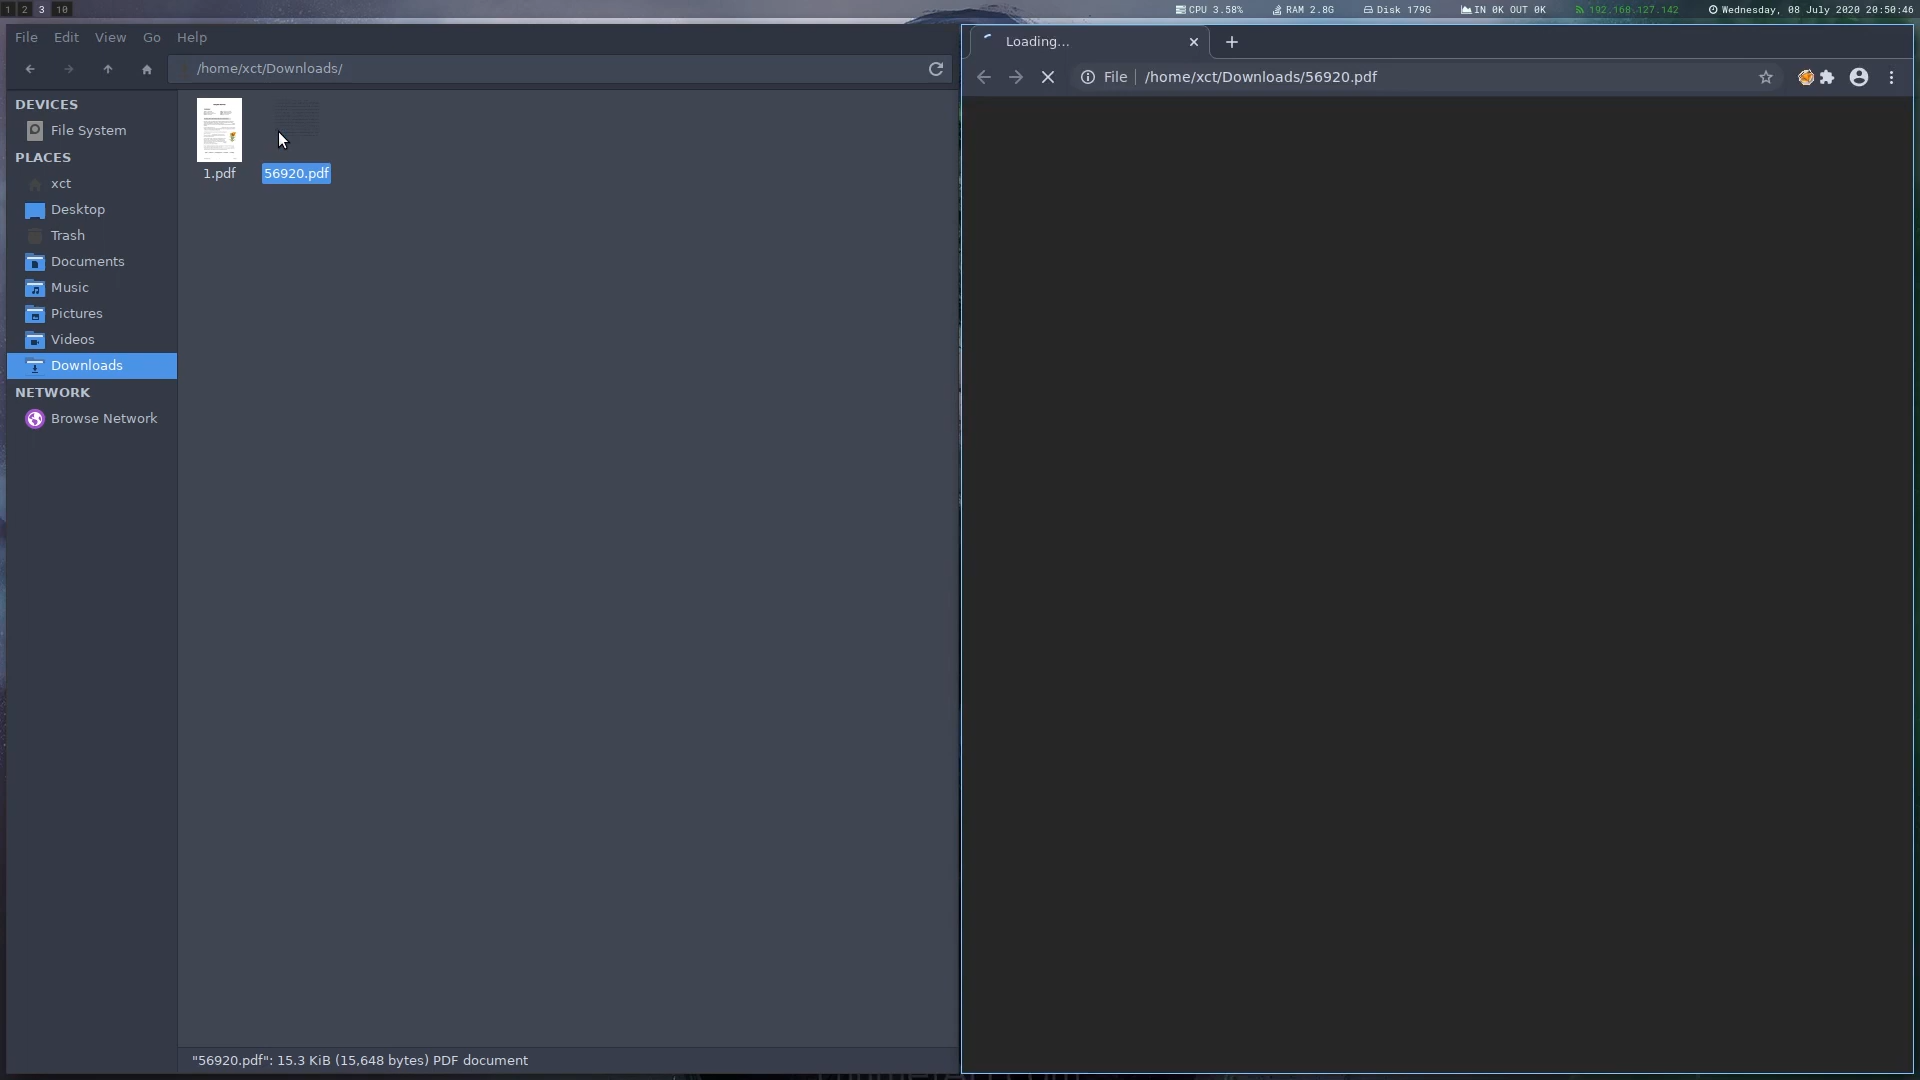 1 2 3 10
CPU 3.58% RAM 2.8G Disk 179G IN 0K OUT 0K 192.168.127.142 Wednesday, 08 July 2020 20:50:46
File Edit View Go Help
/home/xct/Downloads/
DEVICES
File System
PLACES
xct
Desktop
Trash
Documents
Music
Pictures
Videos
Downloads
NETWORK
Browse Network
1.pdf
56920.pdf
"56920.pdf": 15.3 KiB (15,648 bytes) PDF document
Loading...
File /home/xct/Downloads/56920.pdf